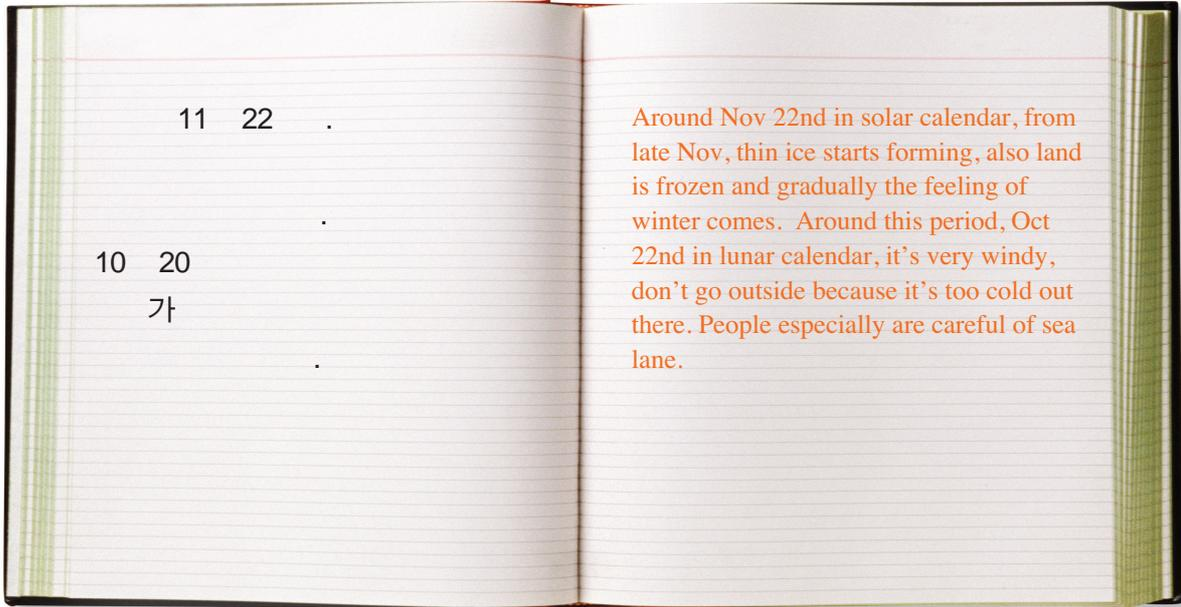 11 22 .
.
10 20
가
.
Around Nov 22nd in solar calendar, from
late Nov, thin ice starts forming, also land
is frozen and gradually the feeling of
winter comes.  Around this period, Oct
22nd in lunar calendar, it’s very windy,
don’t go outside because it’s too cold out
there. People especially are careful of sea
lane.